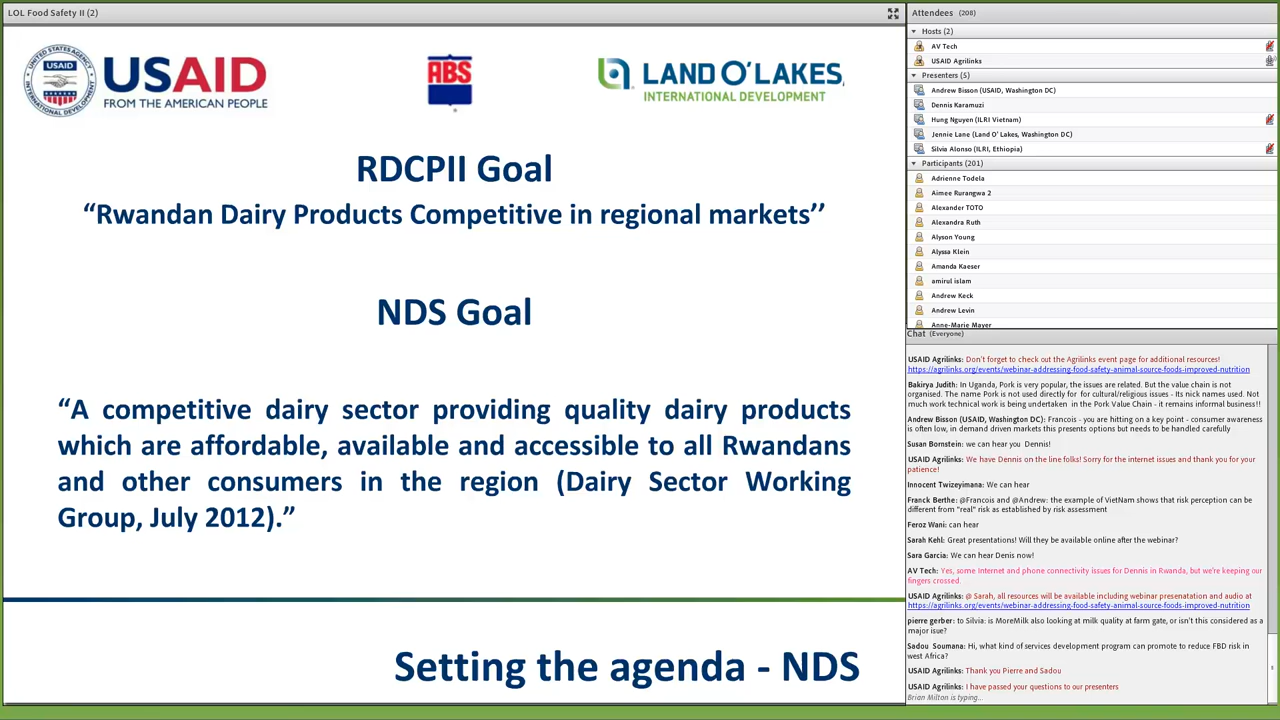 LOL Food Safety II (2)
UNITED STATES AGENCY
USAID
INTERNATIONAL DEVELOPMENT
USAID
FROM THE AMERICAN PEOPLE
ABS
LAND O'LAKES
INTERNATIONAL DEVELOPMENT
RDCPII Goal
“Rwandan Dairy Products Competitive in regional markets’’
NDS Goal
“A competitive dairy sector providing quality dairy products
which are affordable, available and accessible to all Rwandans
and other consumers in the region (Dairy Sector Working
Group, July 2012).”
Setting the agenda - NDS
Attendees (208)
Hosts (2)
AV Tech
USAID Agrilinks
Presenters (5)
Andrew Bisson (USAID, Washington DC)
Dennis Karamuzi
Hung Nguyen (ILRI Vietnam)
Jennie Lane (Land O' Lakes, Washington DC)
Silvia Alonso (ILRI, Ethiopia)
Participants (201)
Adrienne Todela
Aimee Rurangwa 2
Alexander TOTO
Alexandra Ruth
Alyson Young
Alyssa Klein
Amanda Kaeser
amirul islam
Andrew Keck
Andrew Levin
Anne-Marie Mayer
Chat (Everyone)
USAID Agrilinks: Don't forget to check out the Agrilinks event page for additional resources!
https://agrilinks.org/events/webinar-addressing-food-safety-animal-source-foods-improved-nutrition
Bakirya Judith: In Uganda, Pork is very popular, the issues are related. But the value chain is not
organised. The name Pork is not used directly for for cultural/religious issues - its nick names used. Not
much work technical work is being undertaken in the Pork Value Chain - it remains informal business!!
Andrew Bisson (USAID, Washington DC): Francois - you are hitting on a key point - consumer awareness
is often low, in demand driven markets this presents options but needs to be handled carefully
Susan Bornstein: we can hear you Dennis!
USAID Agrilinks: We have Dennis on the line folks! Sorry for the internet issues and thank you for your
patience!
Innocent Twizeyimana: We can hear
Franck Berthe: @Francois and @Andrew: the example of VietNam shows that risk perception can be
different from "real" risk as established by risk assessment
Feroz Wani: can hear
Sarah Kehl: Great presentations! Will they be available online after the webinar?
Sara Garcia: We can hear Denis now!
AV Tech: Yes, some Internet and phone connectivity issues for Dennis in Rwanda, but we're keeping our
fingers crossed.
USAID Agrilinks: @ Sarah, all resources will be available including webinar presenatation and audio at
https://agrilinks.org/events/webinar-addressing-food-safety-animal-source-foods-improved-nutrition
pierre gerber: to Silvia: is MoreMilk also looking at milk quality at farm gate, or isn't this considered as a
major isue?
Sadou Soumana: Hi, what kind of services development program can promote to reduce FBD risk in
west Africa?
USAID Agrilinks: Thank you Pierre and Sadou
USAID Agrilinks: I have passed your questions to our presenters
Brian Milton is typing...